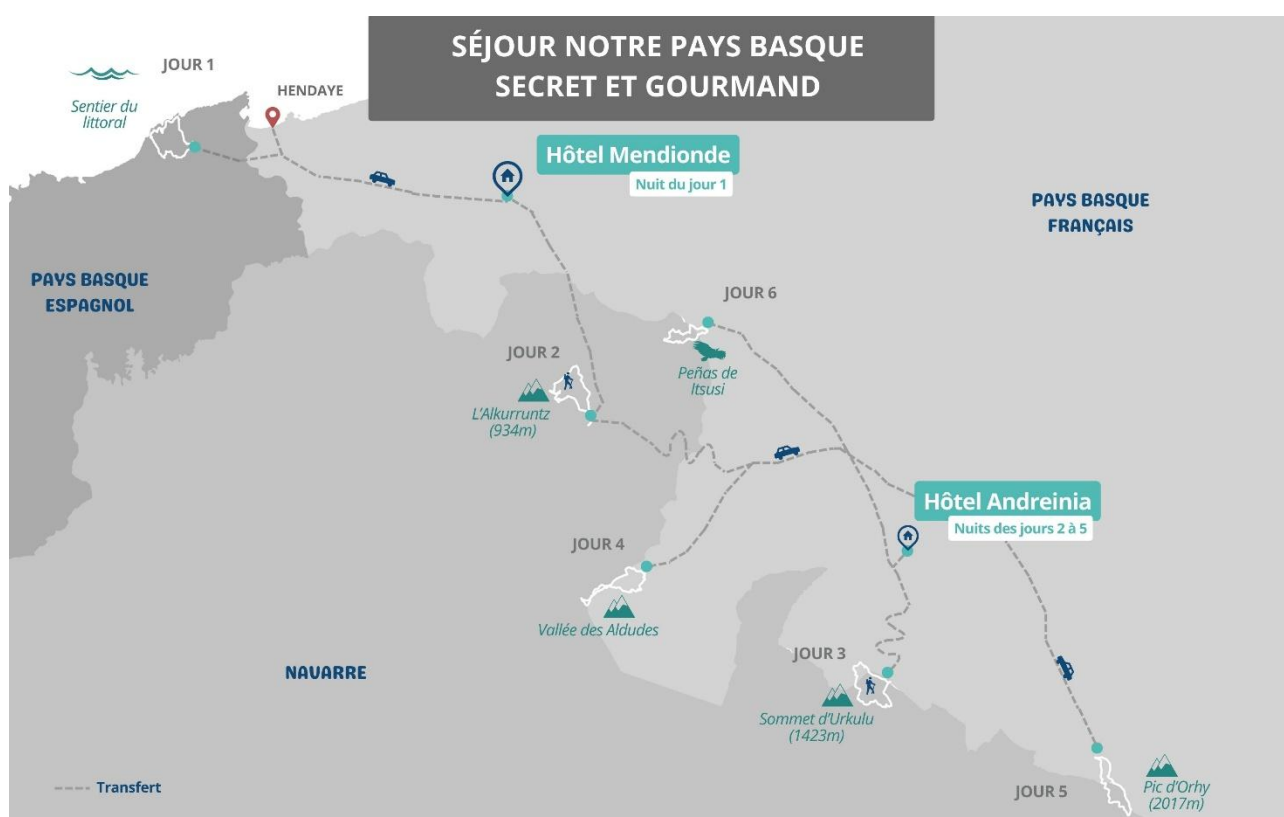 SÉJOUR NOTRE PAYS BASQUE
SECRET ET GOURMAND
JOUR 1
Sentier du
littoral
HENDAYE
Hôtel Mendionde
Nuit du jour 1
PAYS BASQUE
FRANÇAIS
PAYS BASQUE
ESPAGNOL
JOUR 6
Peñas de
Itsusi
JOUR 2
L'Alkurruntz
(934m)
Hôtel Andreinia
Nuits des jours 2 à 5
JOUR 4
Vallée des Aldudes
JOUR 3
Sommet d'Urkulu
(1423m)
NAVARRE
JOUR 5
Pic d'Orhy
(2017m)
Transfert